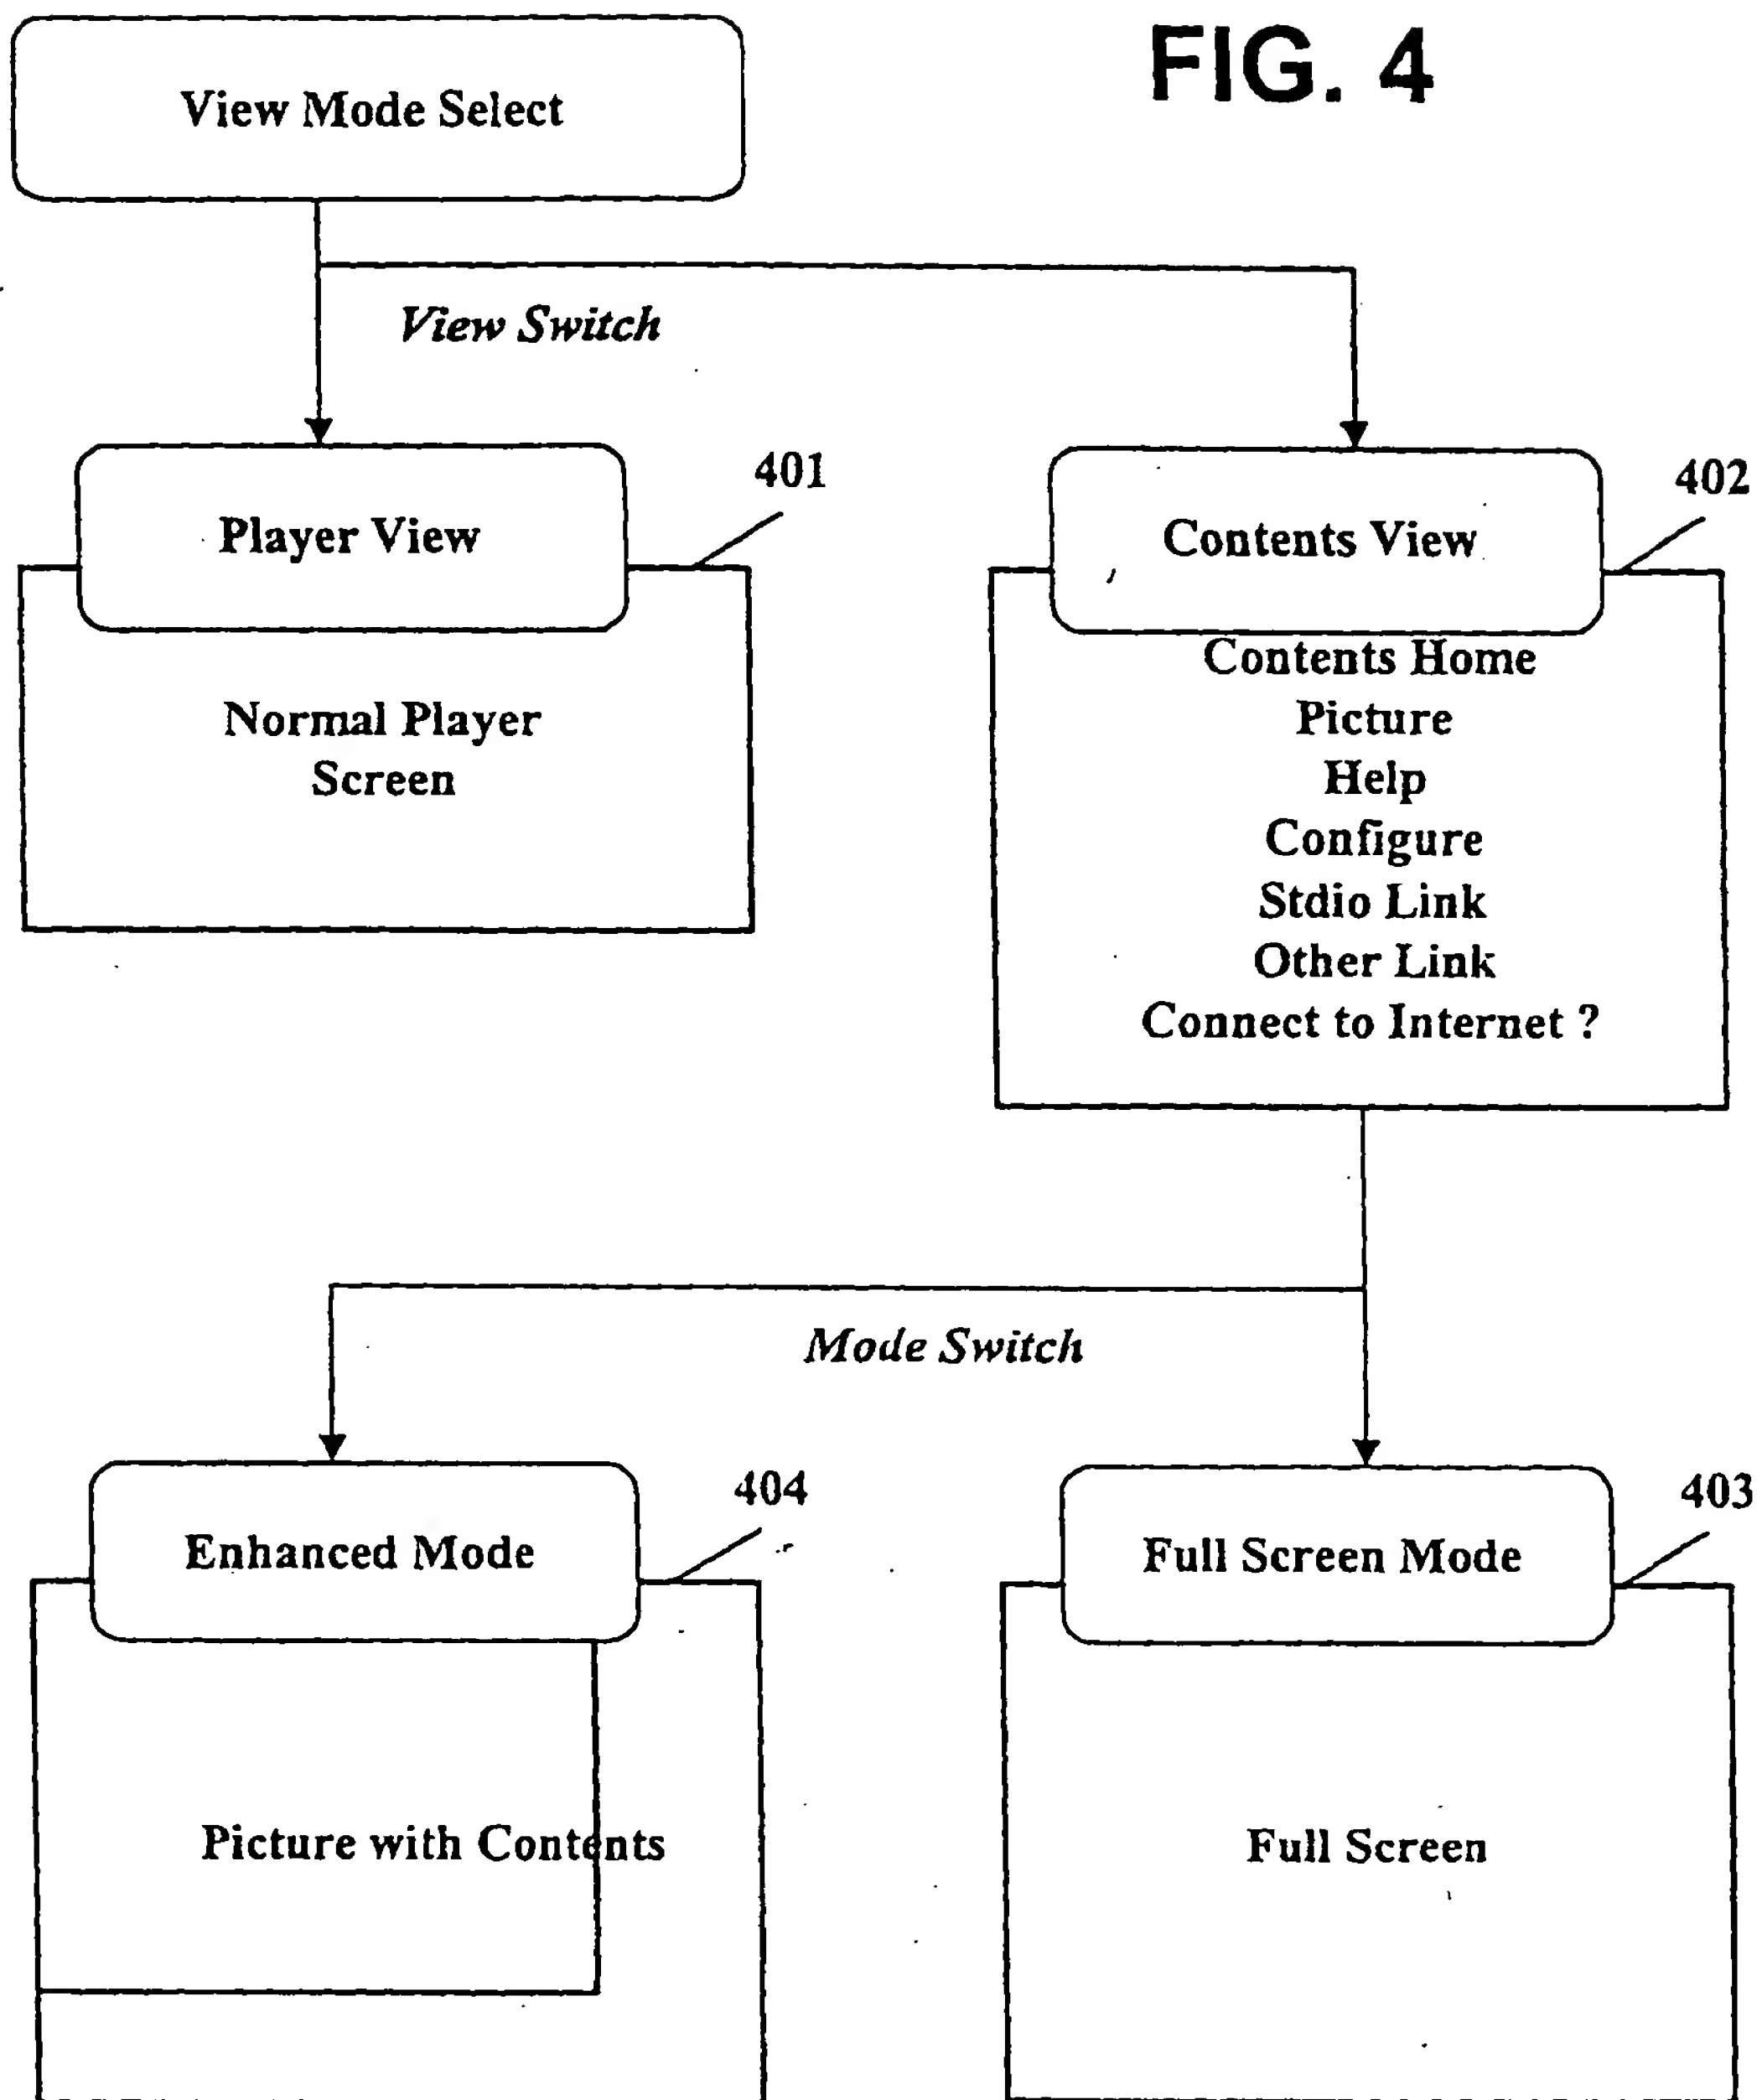 FIG. 4
View Mode Select
View Switch
401
Player View
Normal Player
Screen
402
Contents View
Contents Home
Picture
Help
Configure
Stdio Link
Other Link
Connect to Internet ?
Mode Switch
404
Enhanced Mode
Picture with Contents
403
Full Screen Mode
Full Screen